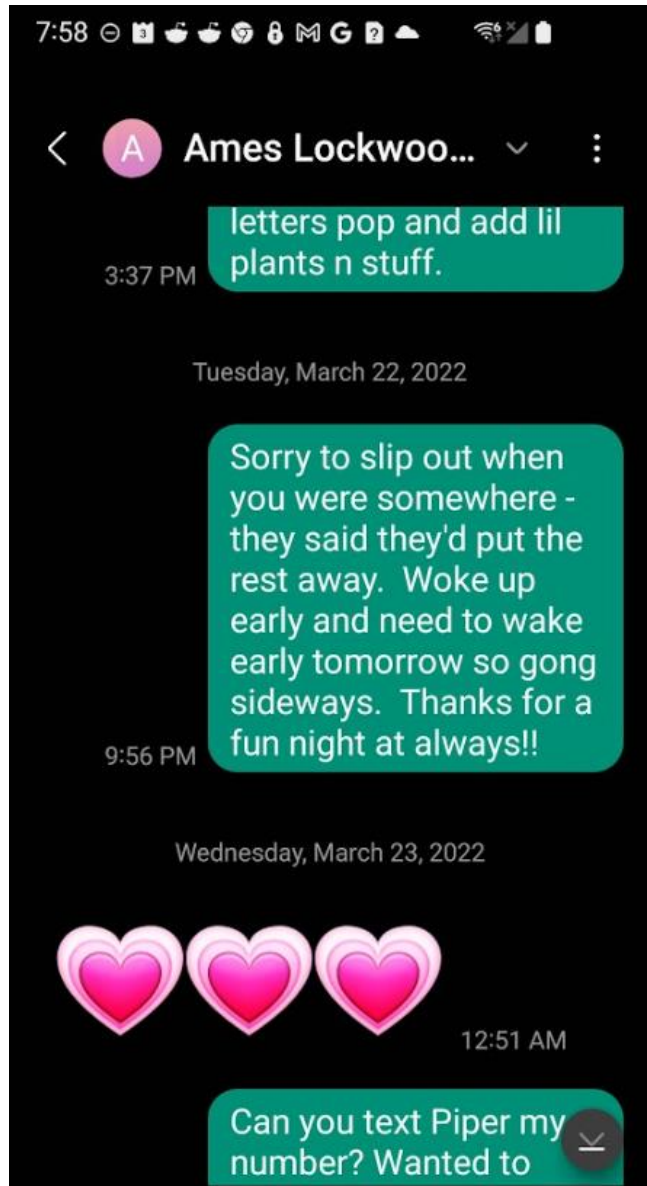 7:58
A Ames Lockwoo...
letters pop and add lil
plants n stuff.
3:37 PM
Tuesday, March 22, 2022
Sorry to slip out when
you were somewhere -
they said they'd put the
rest away.  Woke up
early and need to wake
early tomorrow so gong
sideways.  Thanks for a
fun night at always!!
9:56 PM
Wednesday, March 23, 2022
12:51 AM
Can you text Piper my
number? Wanted to